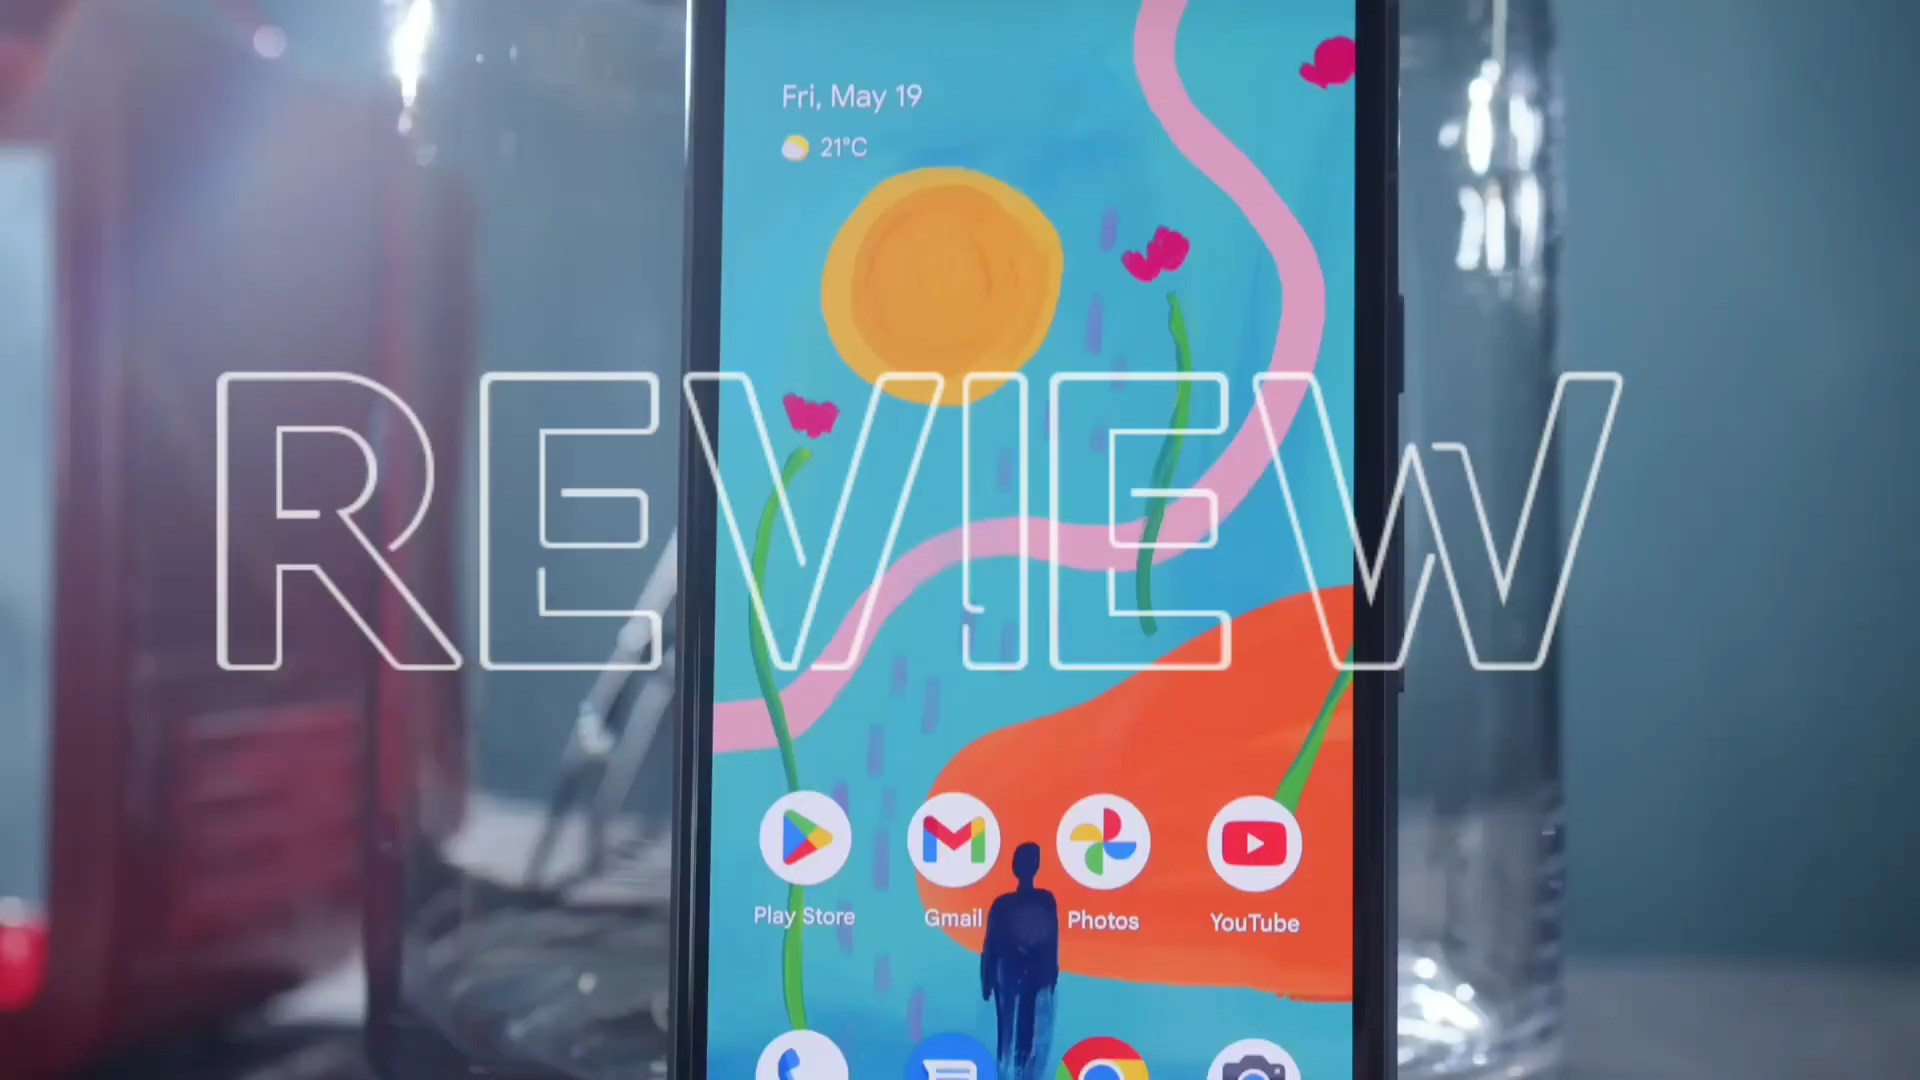 Fri, May 19
21°C
REVIEW
Play Store
Gmail
Photos
YouTube